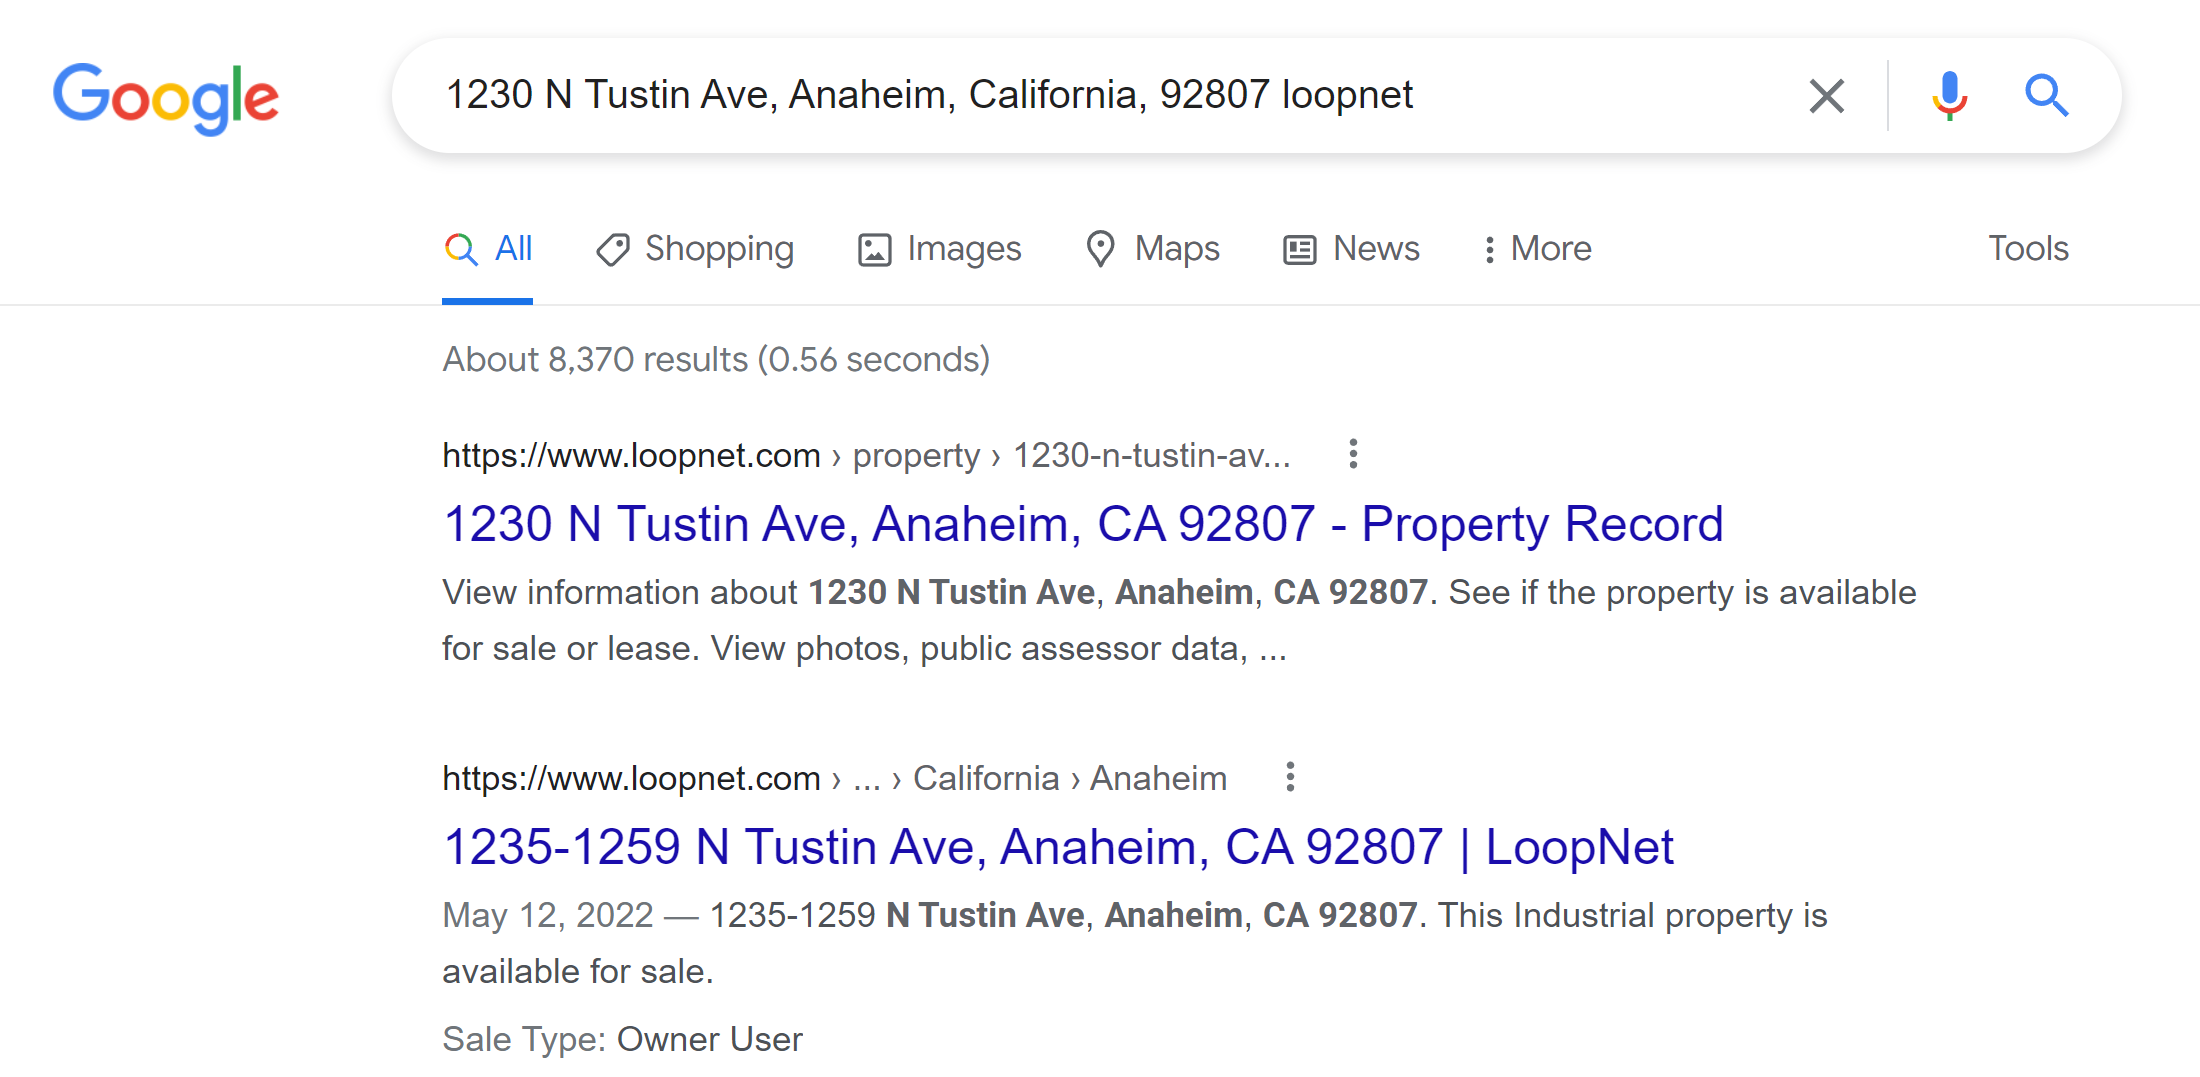 Google
1230 N Tustin Ave, Anaheim, California, 92807 loopnet
All
Shopping
Images
Maps
News
More
Tools
About 8,370 results (0.56 seconds)
https://www.loopnet.com › property › 1230-n-tustin-av...
1230 N Tustin Ave, Anaheim, CA 92807 - Property Record
View information about 1230 N Tustin Ave, Anaheim, CA 92807. See if the property is available
for sale or lease. View photos, public assessor data, ...
https://www.loopnet.com › ... › California › Anaheim
1235-1259 N Tustin Ave, Anaheim, CA 92807 | LoopNet
May 12, 2022 — 1235-1259 N Tustin Ave, Anaheim, CA 92807. This Industrial property is
available for sale.
Sale Type: Owner User